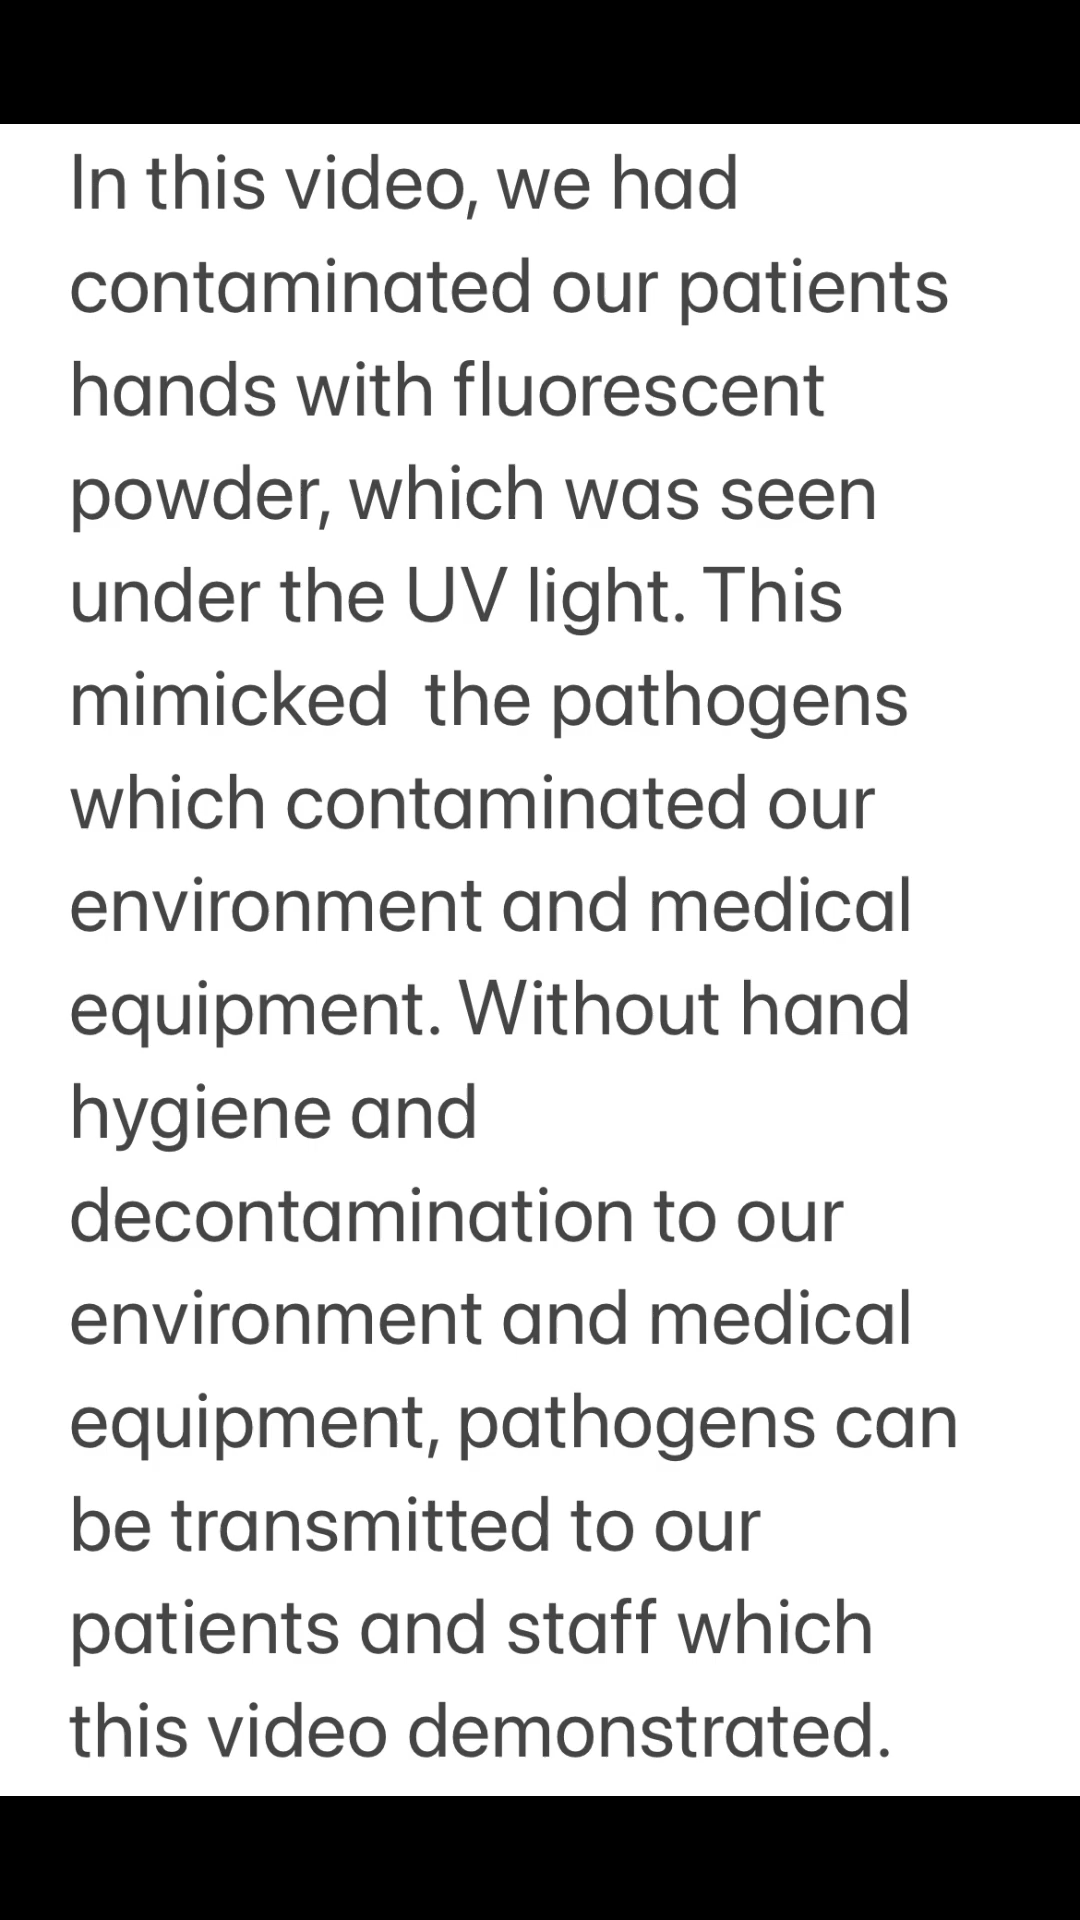 In this video, we had
contaminated our patients
hands with fluorescent
powder, which was seen
under the UV light. This
mimicked  the pathogens
which contaminated our
environment and medical
equipment. Without hand
hygiene and
decontamination to our
environment and medical
equipment, pathogens can
be transmitted to our
patients and staff which
this video demonstrated.